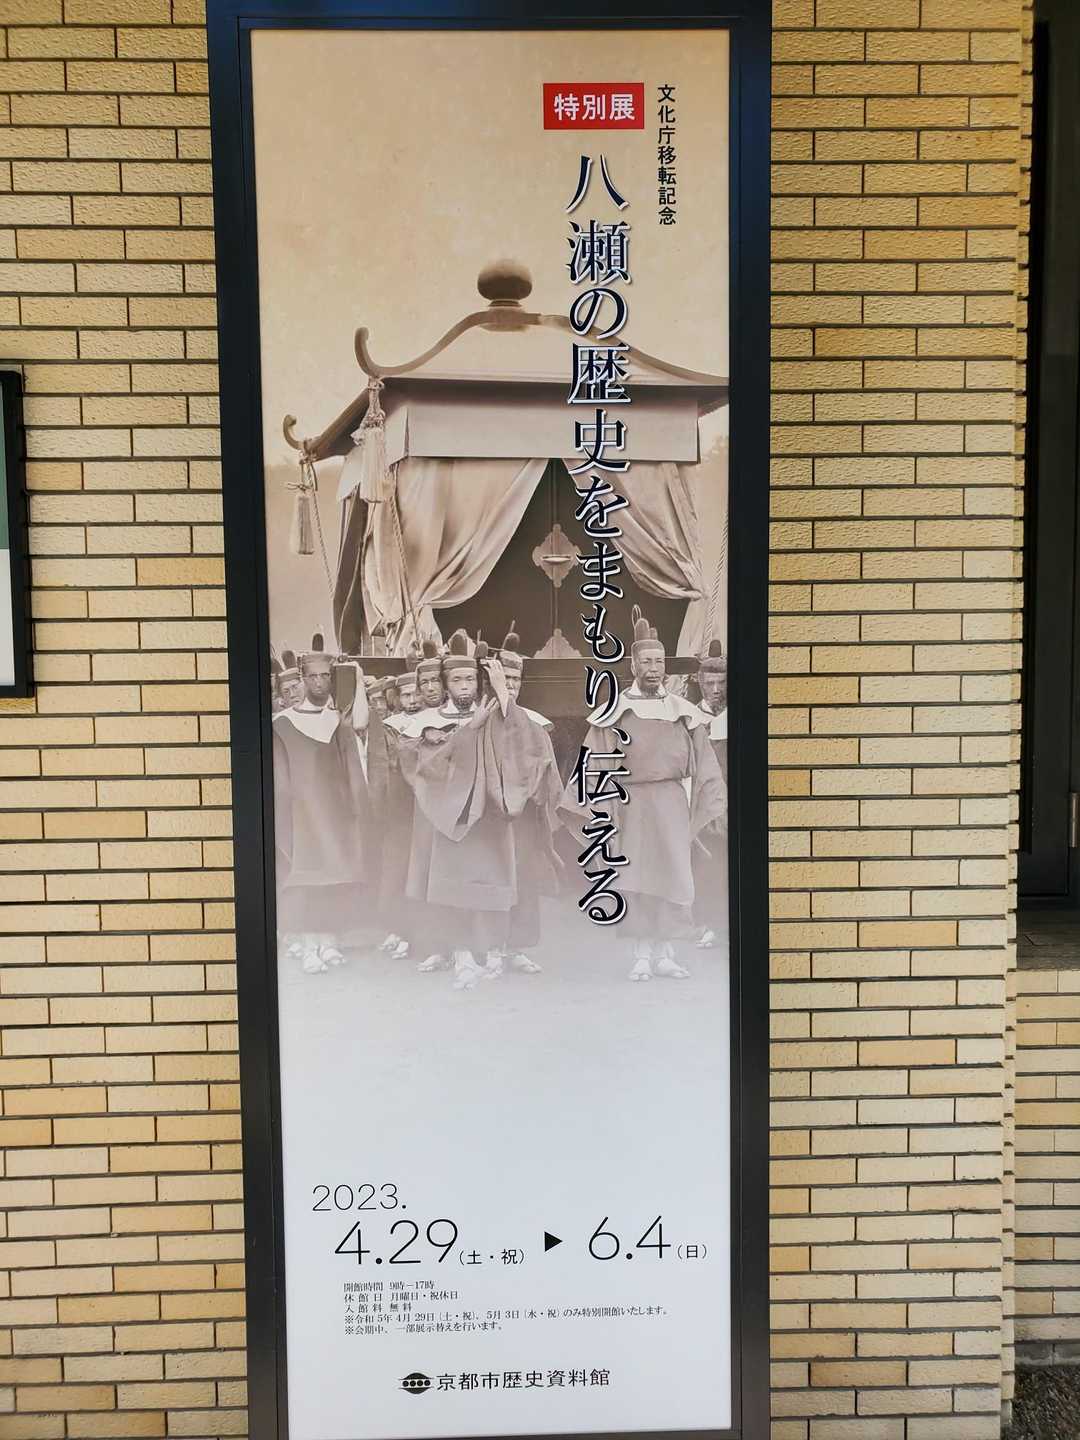 特別展
文化庁移転記念
八瀬の歴史をまもり、伝える
2023.
4.29(土・祝) ▶ 6.4(日)
開館時間 9時－17時
休館日 月曜日・祝休日
入館料 無料
※令和5年4月29日(土・祝)、5月3日(水・祝)のみ特別開館いたします。
※会期中、一部展示替えを行います。
京都市歴史資料館